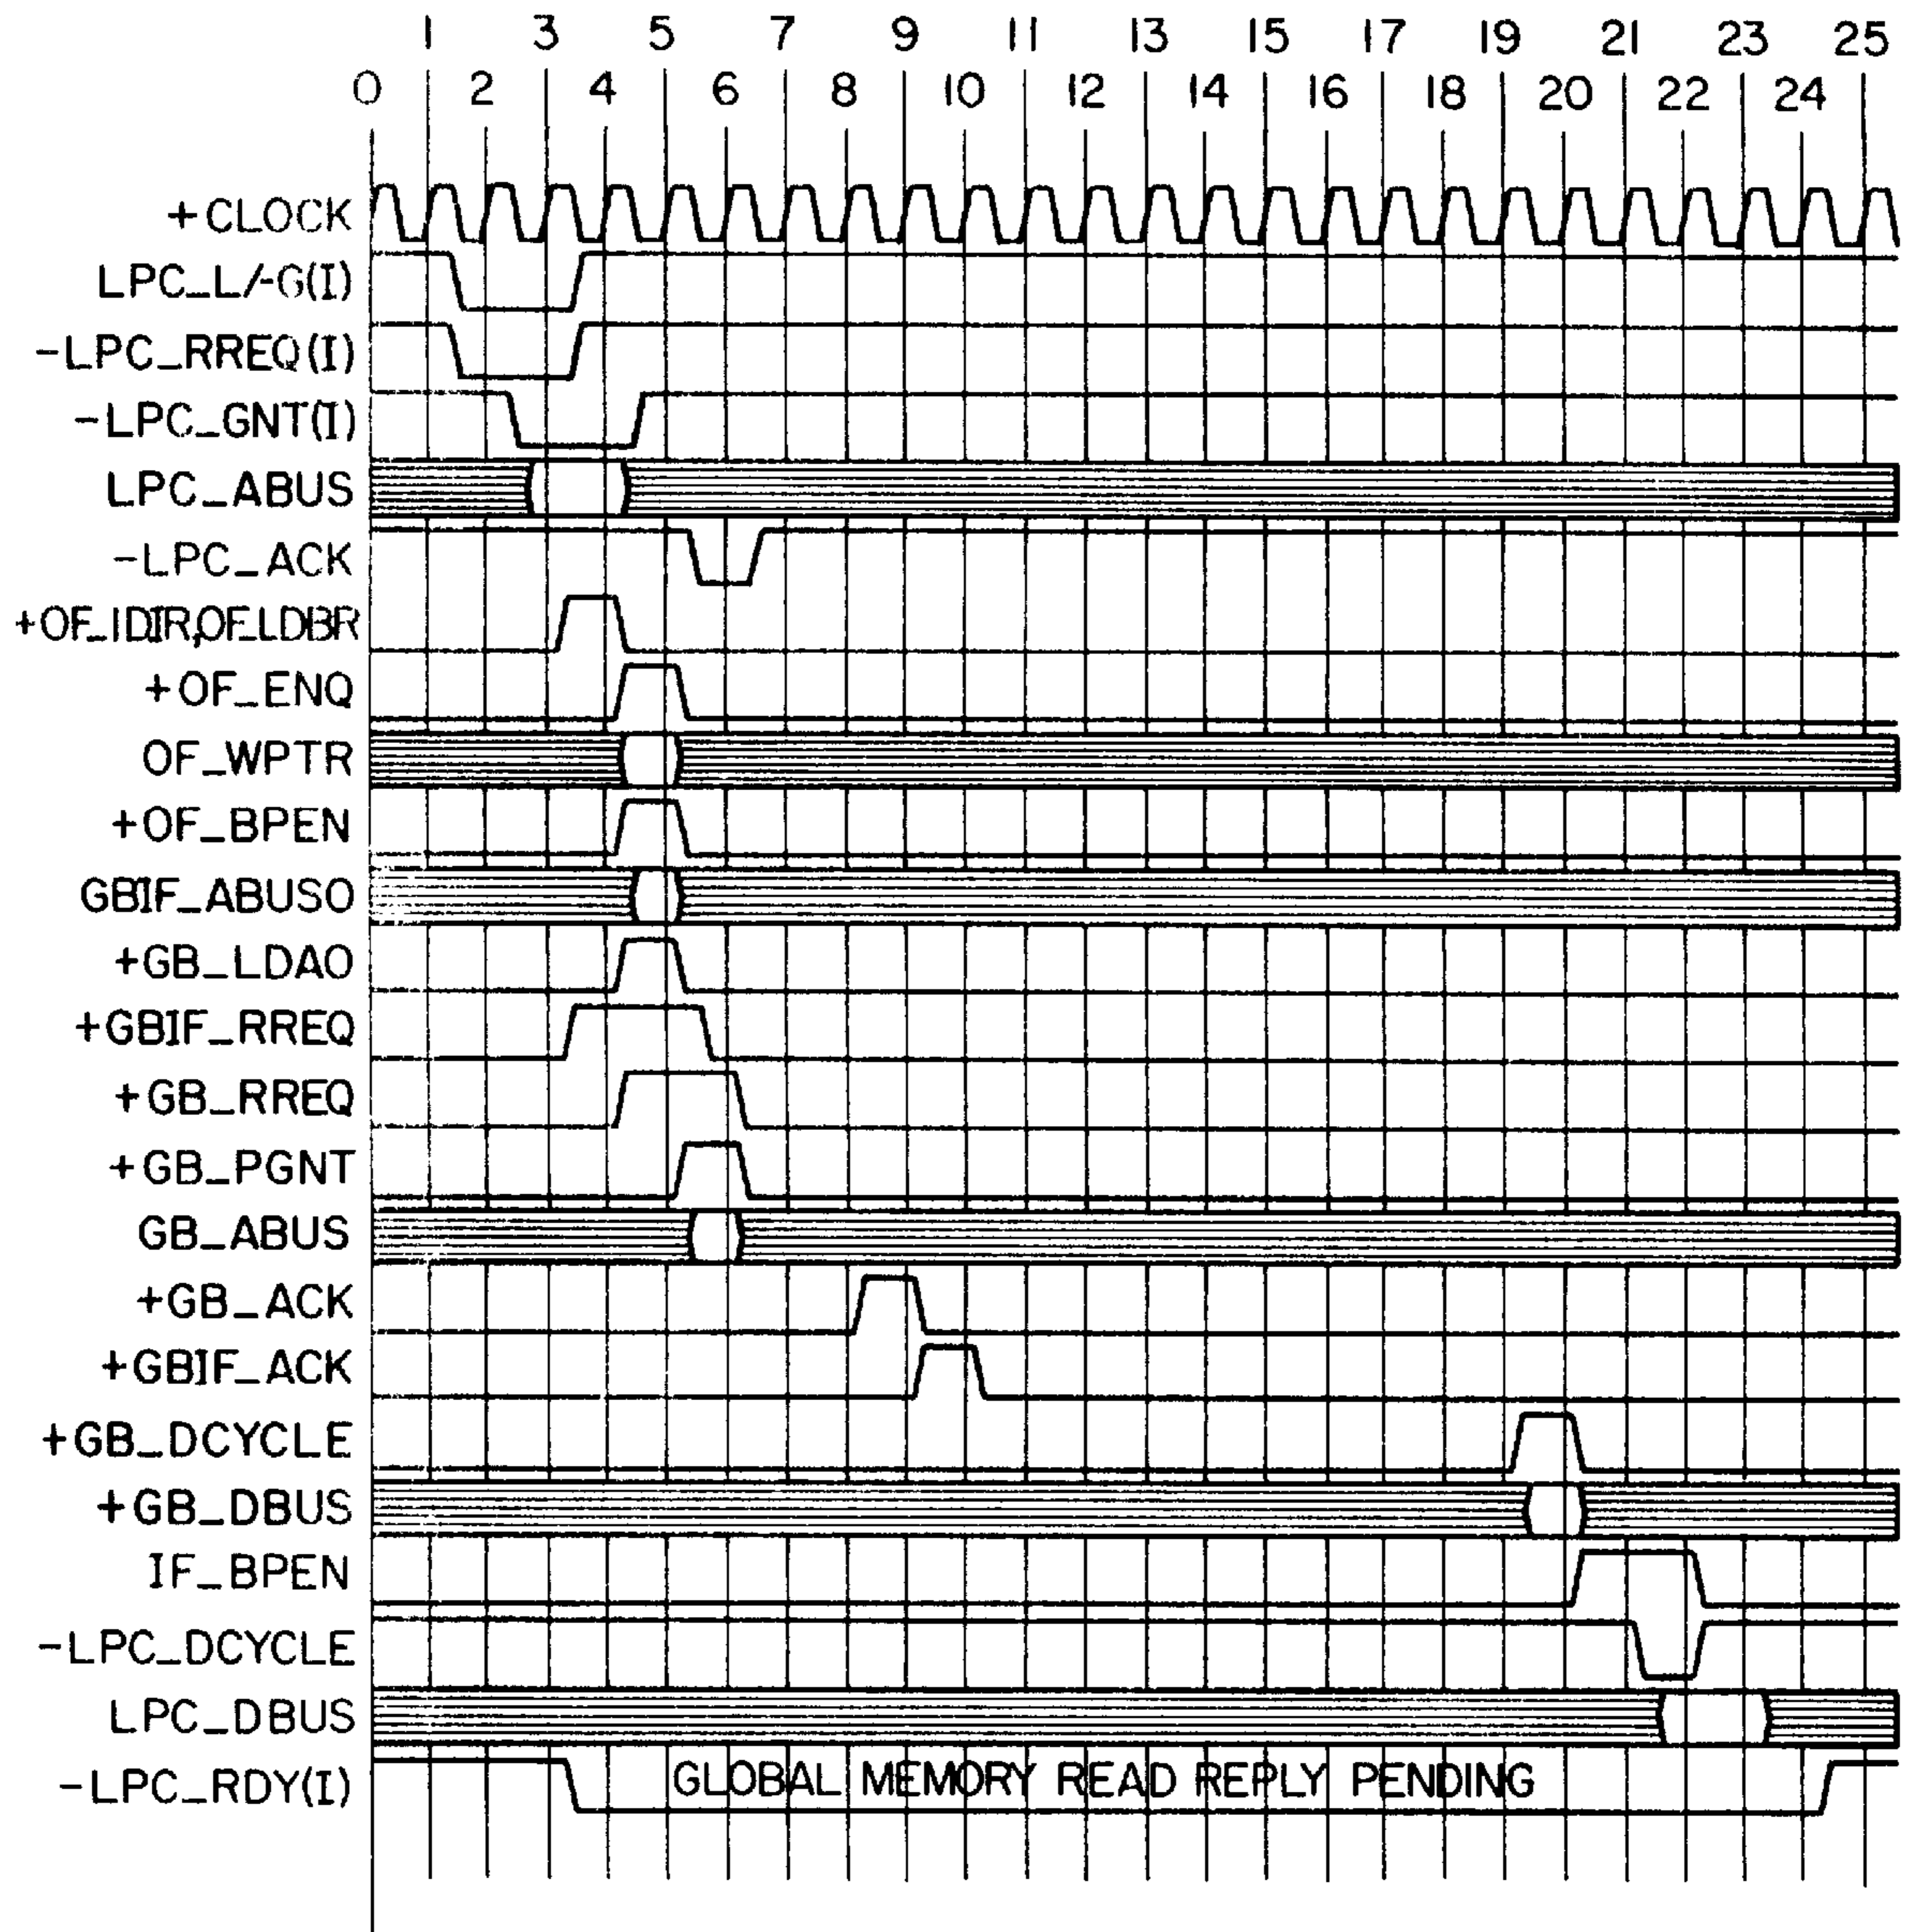 1 3 5 7 9 11 13 15 17 19 21 23 25
0 2 4 6 8 10 12 14 16 18 20 22 24
+CLOCK
LPC_L/-G(I)
-LPC_RREQ(I)
-LPC_GNT(I)
LPC_ABUS
-LPC_ACK
+OF_IDIR,OF_LDBR
+OF_ENQ
OF_WPTR
+OF_BPEN
GBIF_ABUSO
+GB_LDAO
+GBIF_RREQ
+GB_RREQ
+GB_PGNT
GB_ABUS
+GB_ACK
+GBIF_ACK
+GB_DCYCLE
+GB_DBUS
IF_BPEN
-LPC_DCYCLE
LPC_DBUS
-LPC_RDY(I) GLOBAL MEMORY READ REPLY PENDING